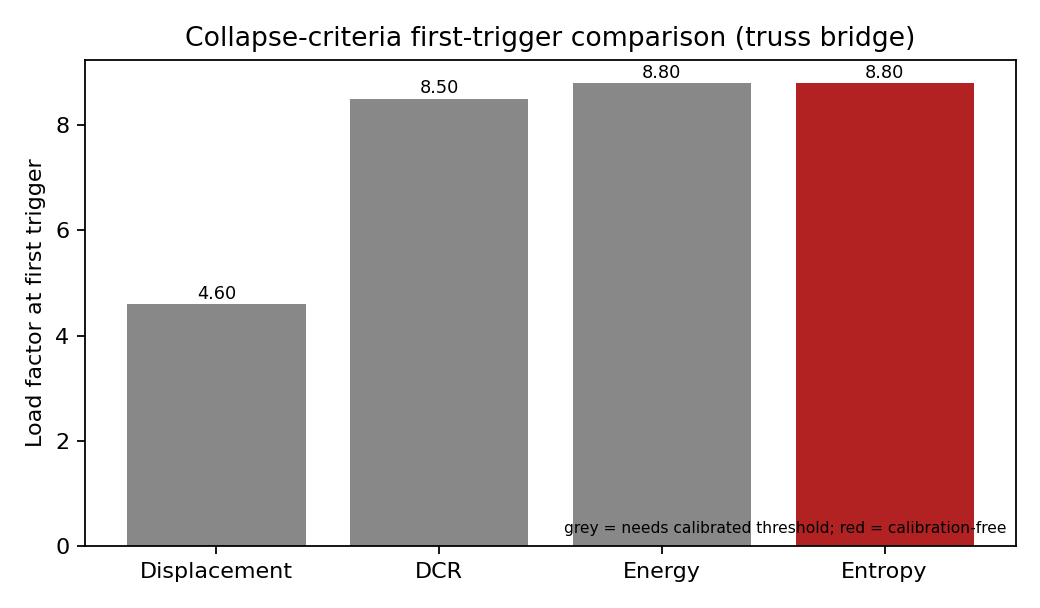 Collapse-criteria first-trigger comparison (truss bridge)
Load factor at first trigger
8
6
4
2
0
4.60
8.50
8.80
8.80
grey = needs calibrated threshold; red = calibration-free
Displacement
DCR
Energy
Entropy